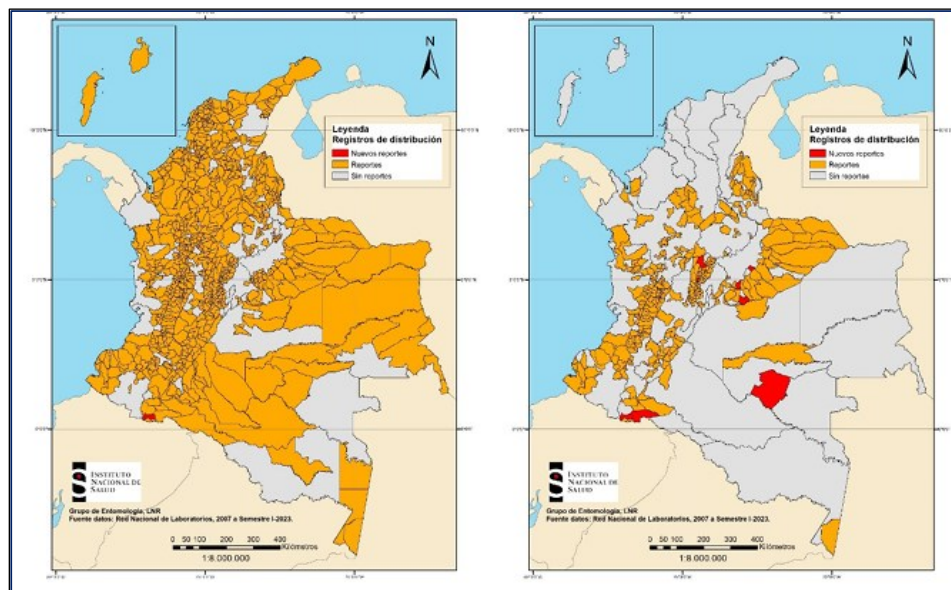 N
Leyenda
Registros de distribución
Nuevos reportes
Reportes
Sin reportes
INSTITUTO
NACIONAL DE
SALUD
Grupo de Entomología, LNR
Fuente datos: Red Nacional de Laboratorios, 2007 a Semestre I-2023.
0 50 100 200 300 400
Kilómetros
1:8.000.000
N
Leyenda
Registros de distribución
Nuevos reportes
Reportes
Sin reportes
INSTITUTO
NACIONAL DE
SALUD
Grupo de Entomología, LNR
Fuente datos: Red Nacional de Laboratorios, 2007 a Semestre I-2023.
0 50 100 200 300 400
Kilómetros
1:8.000.000